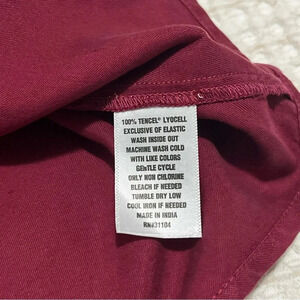 100% TENCEL® LYOCELL
EXCLUSIVE OF ELASTIC
WASH INSIDE OUT
MACHINE WASH COLD
WITH LIKE COLORS
GENTLE CYCLE
ONLY NON CHLORINE
BLEACH IF NEEDED
TUMBLE DRY LOW
COOL IRON IF NEEDED
MADE IN INDIA
RN#31104